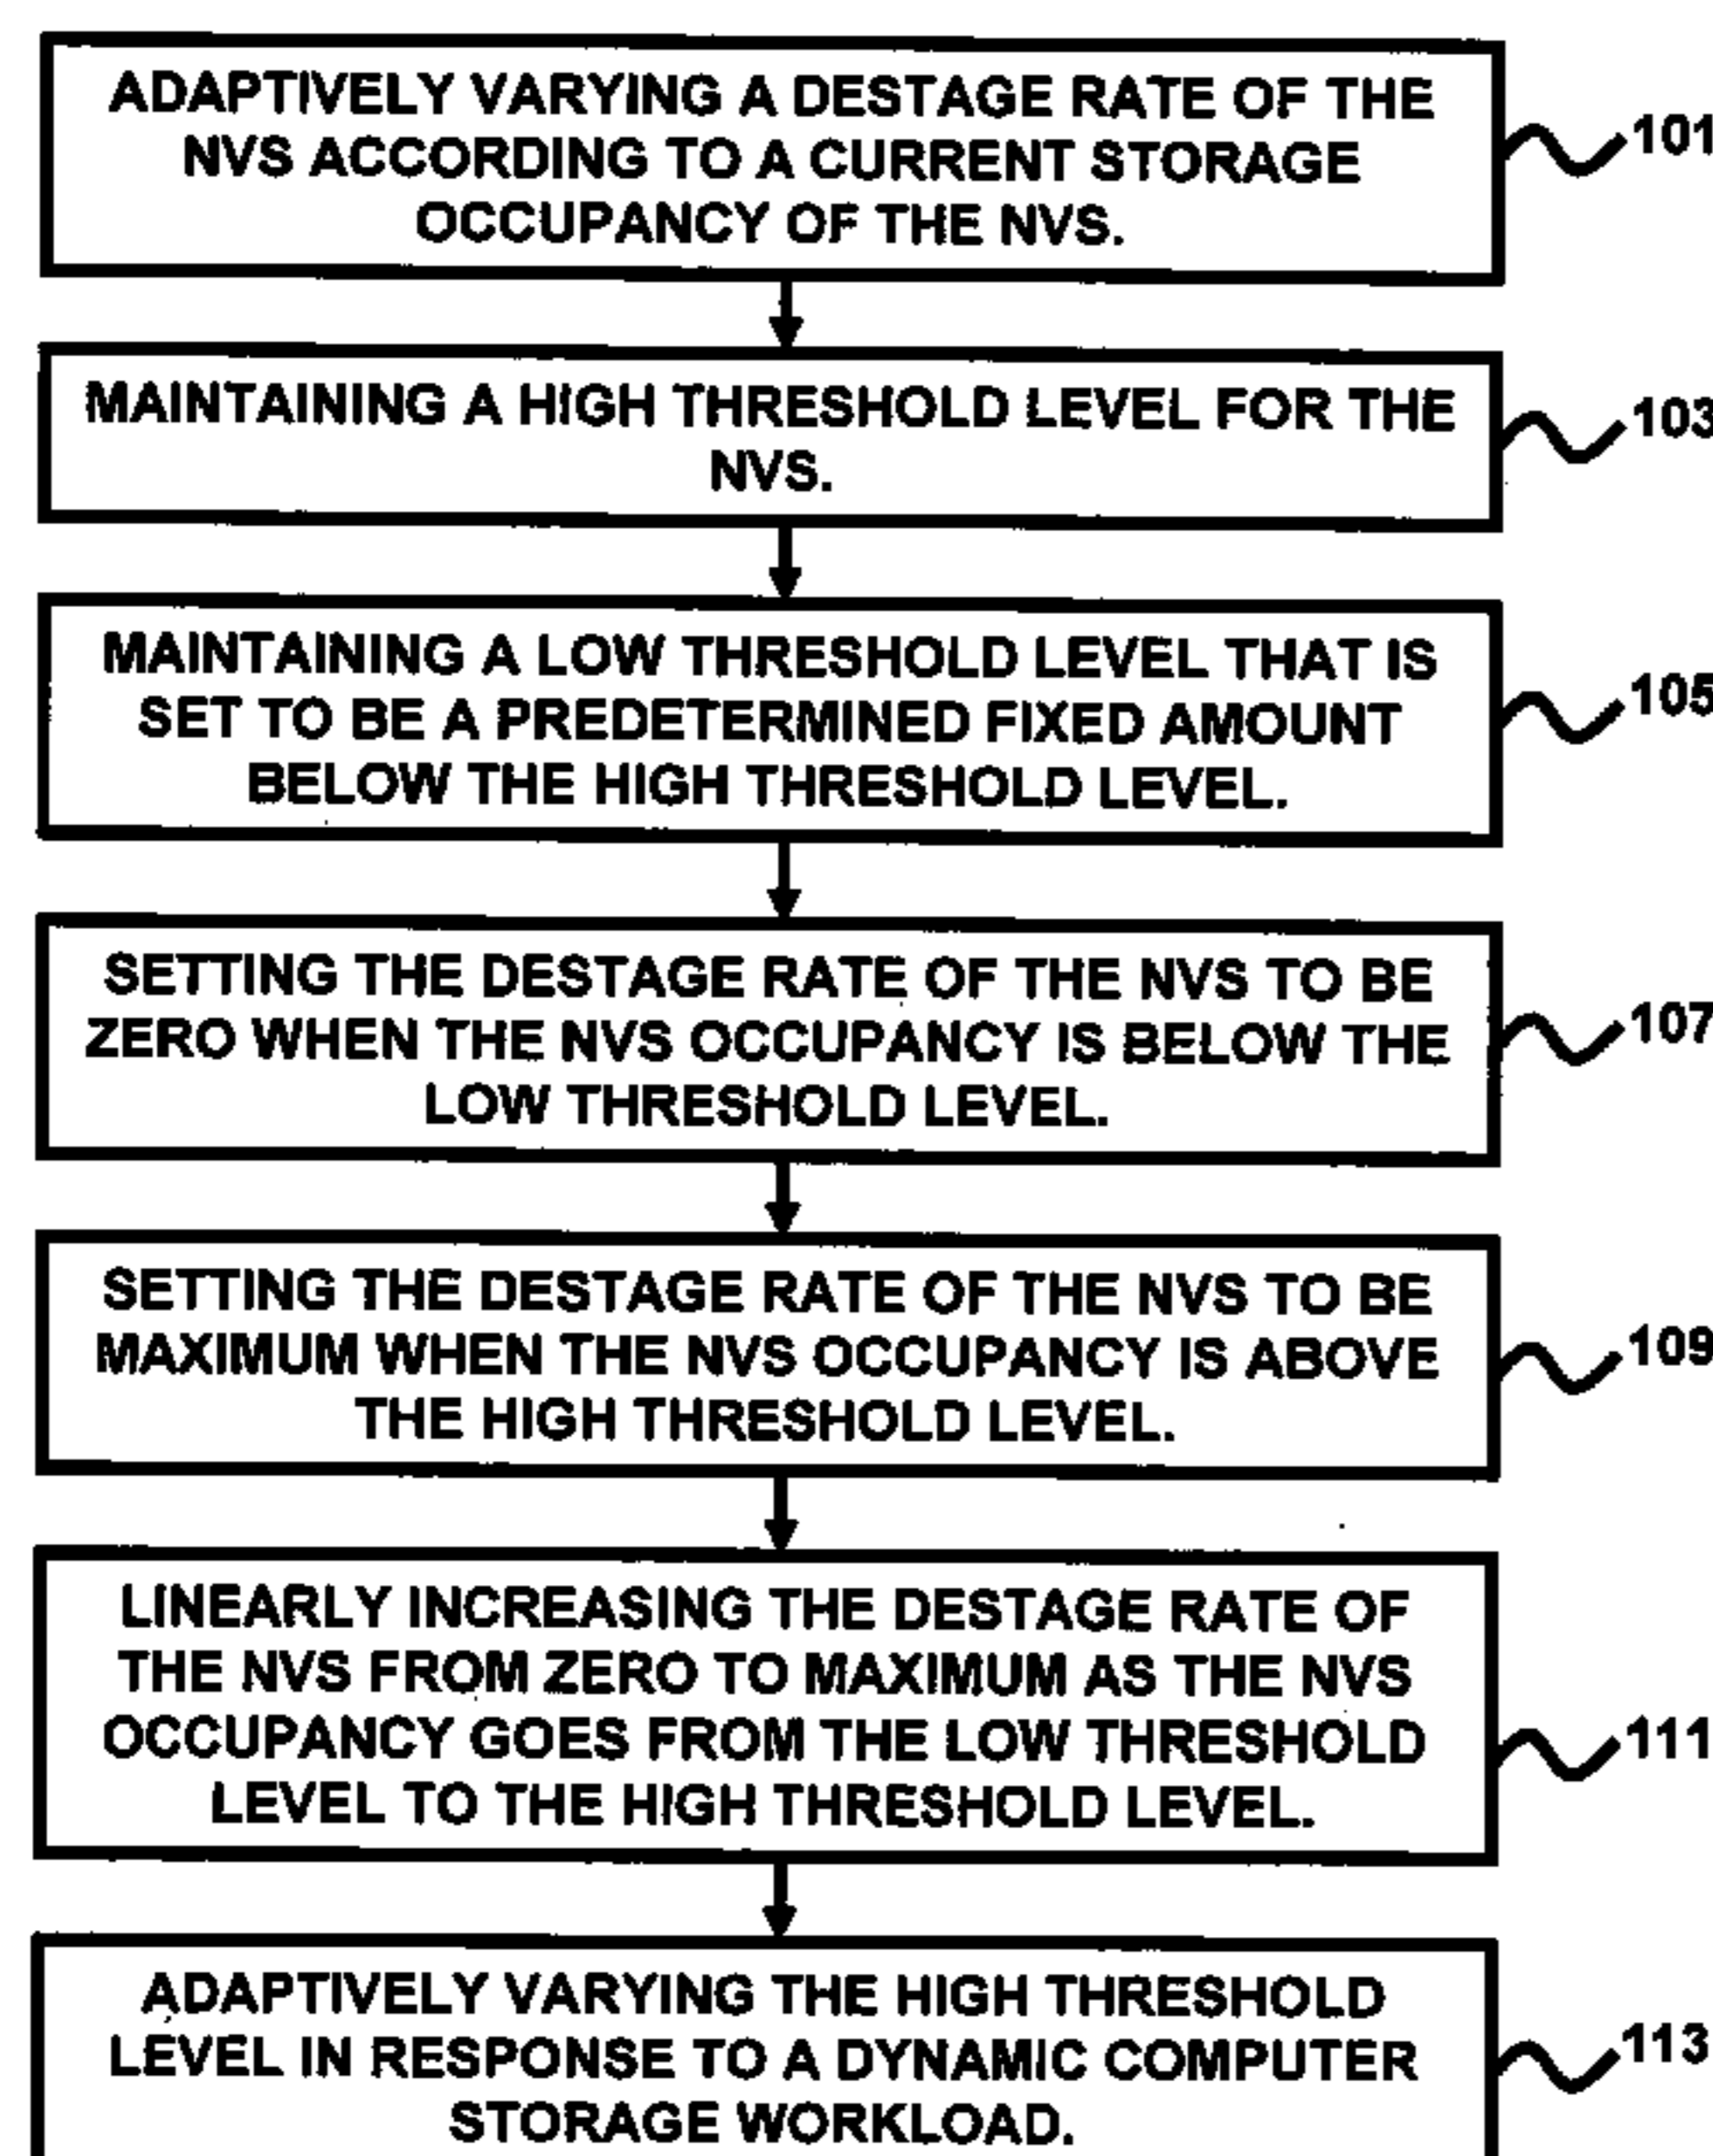 ADAPTIVELY VARYING A DESTAGE RATE OF THE
NVS ACCORDING TO A CURRENT STORAGE
OCCUPANCY OF THE NVS.
101
MAINTAINING A HIGH THRESHOLD LEVEL FOR THE
NVS.
103
MAINTAINING A LOW THRESHOLD LEVEL THAT IS
SET TO BE A PREDETERMINED FIXED AMOUNT
BELOW THE HIGH THRESHOLD LEVEL.
105
SETTING THE DESTAGE RATE OF THE NVS TO BE
ZERO WHEN THE NVS OCCUPANCY IS BELOW THE
LOW THRESHOLD LEVEL.
107
SETTING THE DESTAGE RATE OF THE NVS TO BE
MAXIMUM WHEN THE NVS OCCUPANCY IS ABOVE
THE HIGH THRESHOLD LEVEL.
109
LINEARLY INCREASING THE DESTAGE RATE OF
THE NVS FROM ZERO TO MAXIMUM AS THE NVS
OCCUPANCY GOES FROM THE LOW THRESHOLD
LEVEL TO THE HIGH THRESHOLD LEVEL.
111
ADAPTIVELY VARYING THE HIGH THRESHOLD
LEVEL IN RESPONSE TO A DYNAMIC COMPUTER
STORAGE WORKLOAD.
113